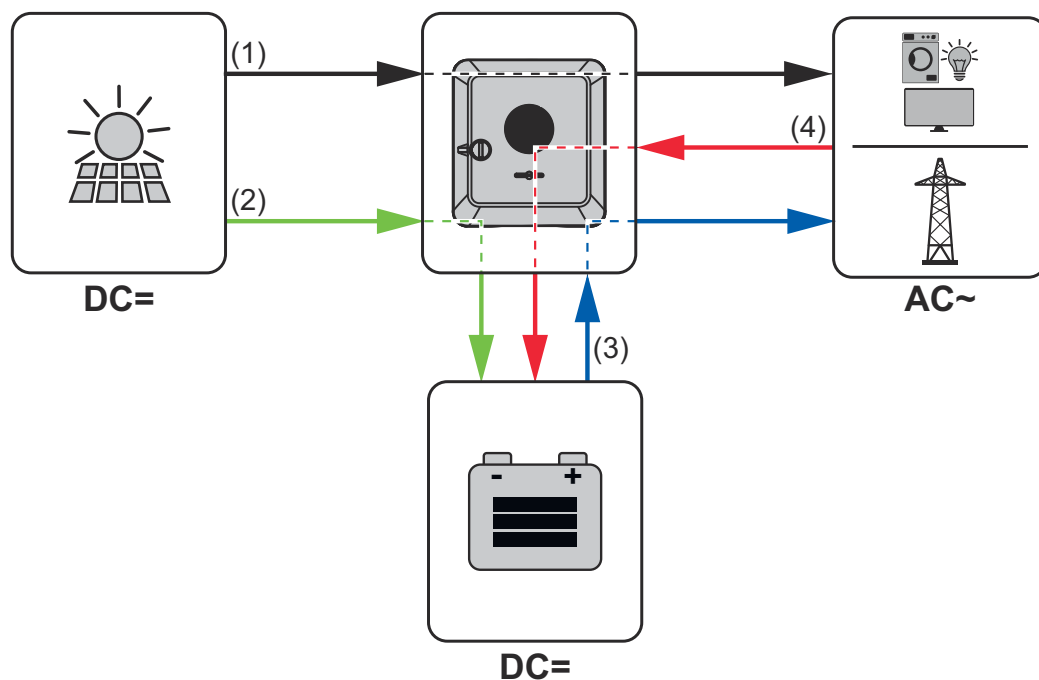 (1)
(4)
(2)
DC=
AC~
(3)
- +
DC=